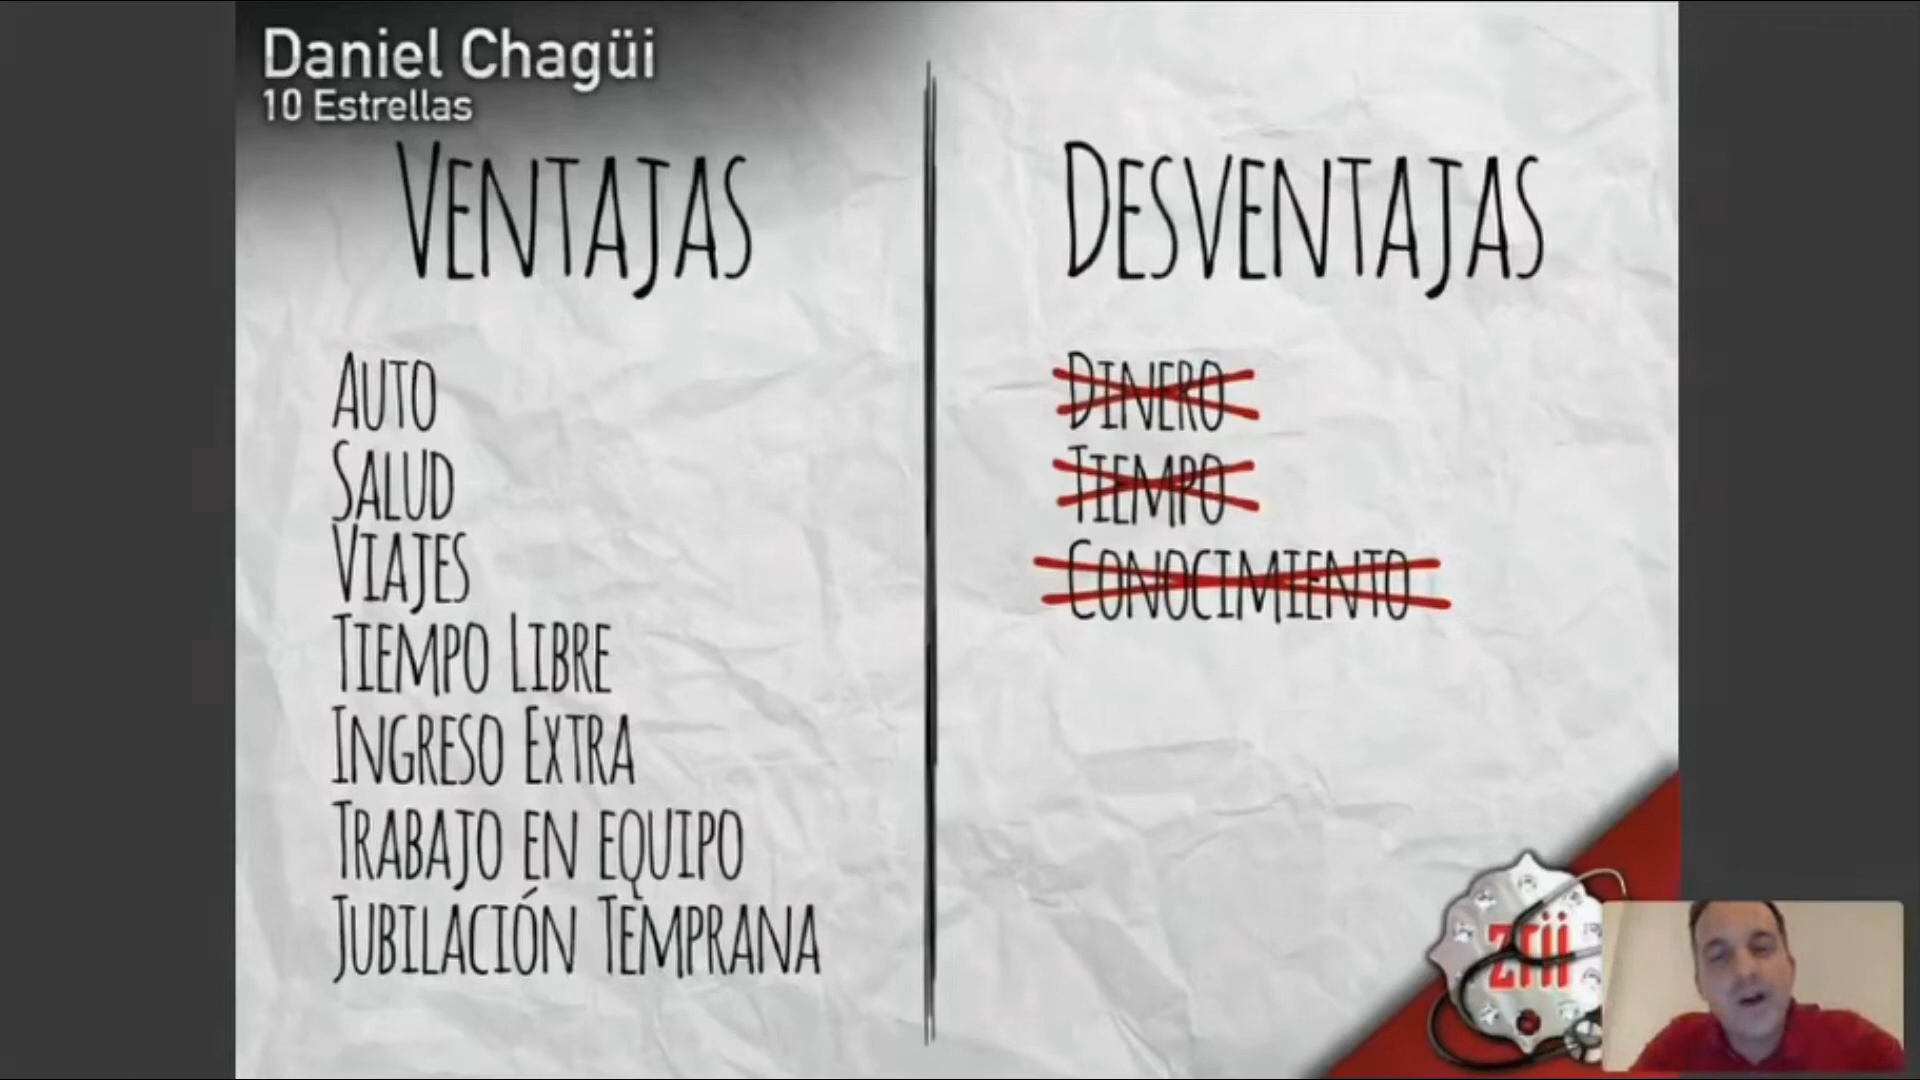 Daniel Chagüi
10 Estrellas
VENTAJAS
AUTO
SALUD
VIAJES
TIEMPO LIBRE
INGRESO EXTRA
TRABAJO EN EQUIPO
JUBILACIÓN TEMPRANA
DESVENTAJAS
DINERO
TIEMPO
CONOCIMIENTO
zrii